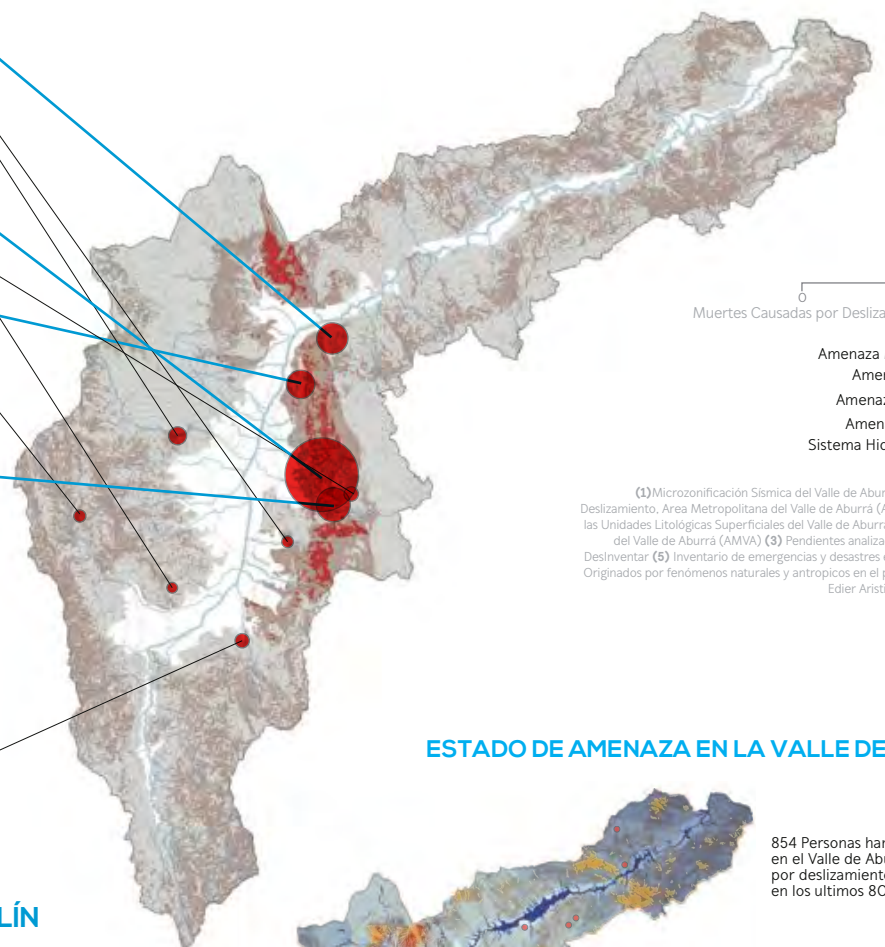 0
Muertes Causadas por Desliza
Amenaza
Amen
Amenaz
Amen
Sistema Hid
(1)Microzonificación Sísmica del Valle de Abur
Deslizamiento, Area Metropolitana del Valle de Aburrá (A
las Unidades Litológicas Superficiales del Valle de Aburra
del Valle de Aburrá (AMVA) (3) Pendientes analiza
DesInventar (5) Inventario de emergencias y desastres e
Originados por fenómenos naturales y antropicos en el p
Edier Aristi
ESTADO DE AMENAZA EN LA VALLE DE
854 Personas han
en el Valle de Abu
por deslizamiento
en los ultimos 80
LÍN